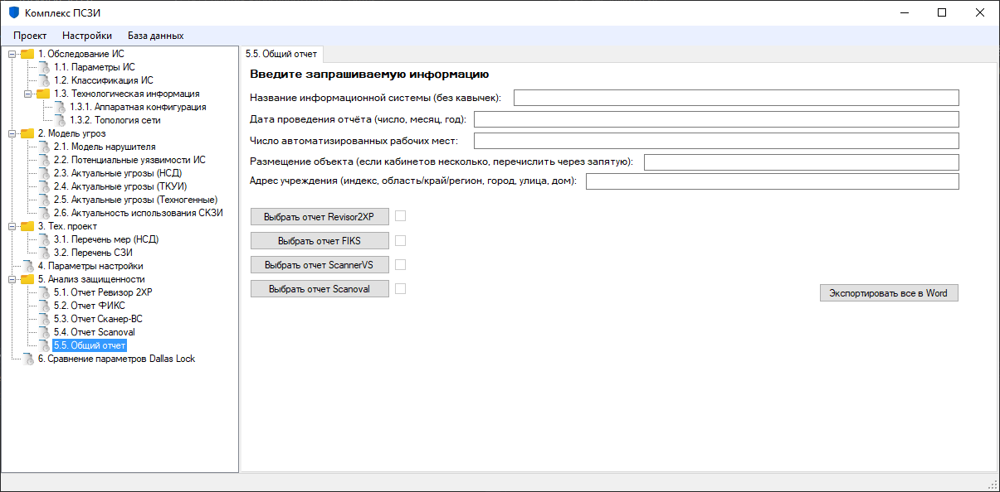 Комплекс ПСЗИ
Проект Настройки База данных
1. Обследование ИС
1.1. Параметры ИС
1.2. Классификация ИС
1.3. Технологическая информация
1.3.1. Аппаратная конфигурация
1.3.2. Топология сети
2. Модель угроз
2.1. Модель нарушителя
2.2. Потенциальные уязвимости ИС
2.3. Актуальные угрозы (НСД)
2.4. Актуальные угрозы (ТКУИ)
2.5. Актуальные угрозы (Техногенные)
2.6. Актуальность использования СКЗИ
3. Тех. проект
3.1. Перечень мер (НСД)
3.2. Перечень СЗИ
4. Параметры настройки
5. Анализ защищенности
5.1. Отчет Ревизор 2ХР
5.2. Отчет ФИКС
5.3. Отчет Сканер-ВС
5.4. Отчет Scanoval
5.5. Общий отчет
6. Сравнение параметров Dallas Lock
5.5. Общий отчет
Введите запрашиваемую информацию
Название информационной системы (без кавычек):
Дата проведения отчёта (число, месяц, год):
Число автоматизированных рабочих мест:
Размещение объекта (если кабинетов несколько, перечислить через запятую):
Адрес учреждения (индекс, область/край/регион, город, улица, дом):
Выбрать отчет Revisor2XP
Выбрать отчет FIKS
Выбрать отчет ScannerVS
Выбрать отчет Scanoval
Экспортировать все в Word